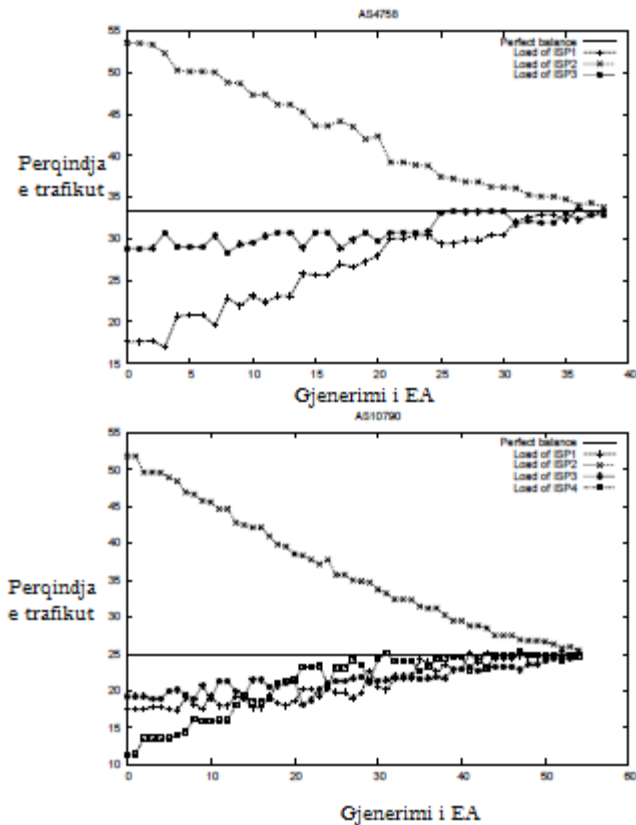 AS4758
55
50
45
40
35
30
25
20
15
Perqindja
e trafikut
Perfect balance
Load of ISP1
Load of ISP2
Load of ISP3
0 5 10 15 20 25 30 35 40
Gjenerimi i EA
AS10790
55
50
45
40
35
30
25
20
15
10
Perqindja
e trafikut
Perfect balance
Load of ISP1
Load of ISP2
Load of ISP3
Load of ISP4
0 10 20 30 40 50 60
Gjenerimi i EA